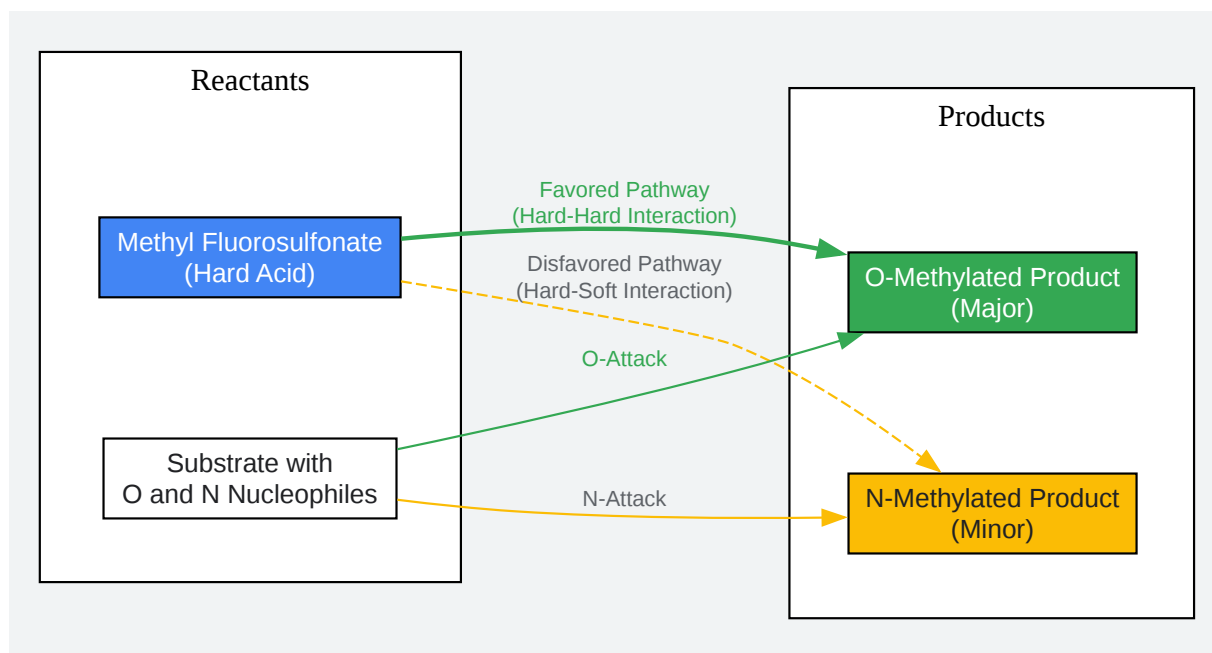 Reactants
Products
Favored Pathway
(Hard-Hard Interaction)
Methyl Fluorosulfonate
(Hard Acid)
Disfavored Pathway
(Hard-Soft Interaction)
O-Methylated Product
(Major)
O-Attack
Substrate with
O and N Nucleophiles
N-Attack
N-Methylated Product
(Minor)